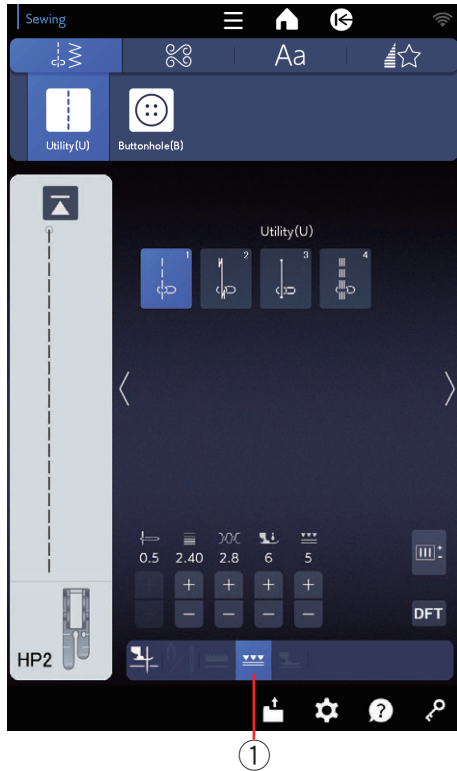 Sewing
Aa
Utility(U) Buttonhole(B)
Utility(U)
1 2 3 4
0.5 2.40 2.8 6 5
+ + + +
− − − −
DFT
HP2
?
①